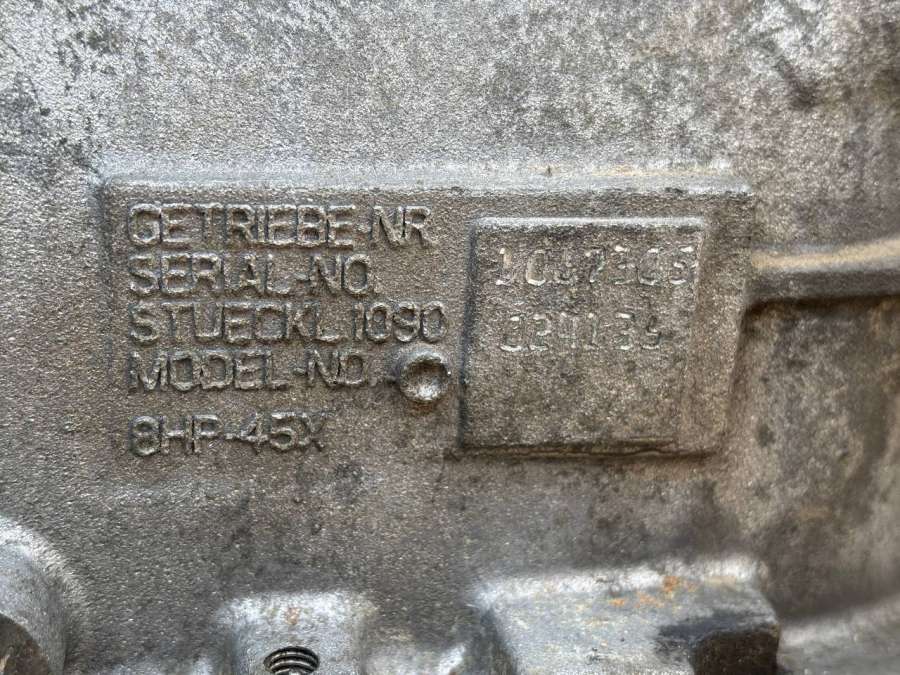 GETRIEBE-NR
SERIAL-NO.
STUECKL.1090
MODEL-NO.
8HP-45X